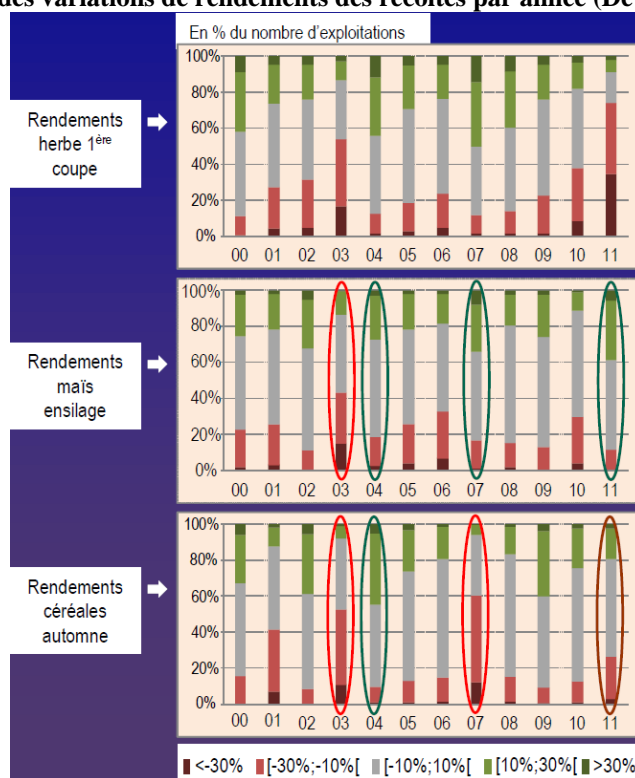 des variations de rendements des récoltes par année (De
En % du nombre d'exploitations
Rendements
herbe 1ère
coupe
100%
80%
60%
40%
20%
0%
00 01 02 03 04 05 06 07 08 09 10 11
Rendements
maïs
ensilage
100%
80%
60%
40%
20%
0%
00 01 02 03 04 05 06 07 08 09 10 11
Rendements
céréales
automne
100%
80%
60%
40%
20%
0%
00 01 02 03 04 05 06 07 08 09 10 11
<-30% [-30%;-10%[ [-10%;10%[ [10%;30%[ >30%